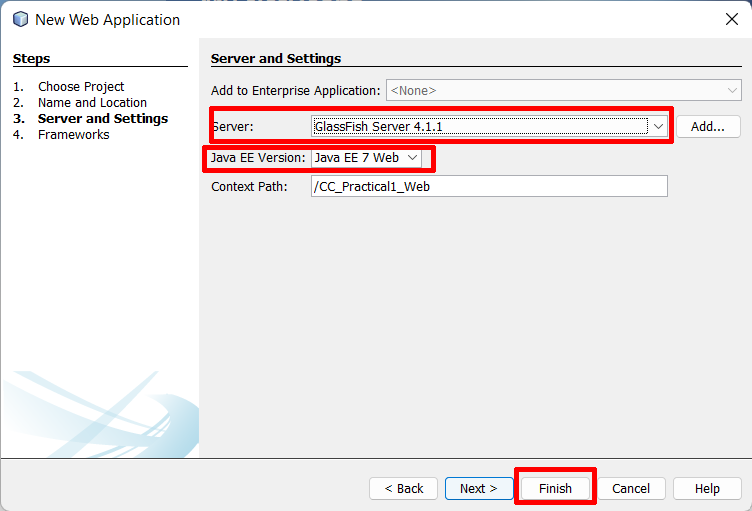 New Web Application
Steps
1. Choose Project
2. Name and Location
3. Server and Settings
4. Frameworks
Server and Settings
Add to Enterprise Application: <None>
Server: GlassFish Server 4.1.1 Add...
Java EE Version: Java EE 7 Web
Context Path: /CC_Practical1_Web
< Back Next > Finish Cancel Help